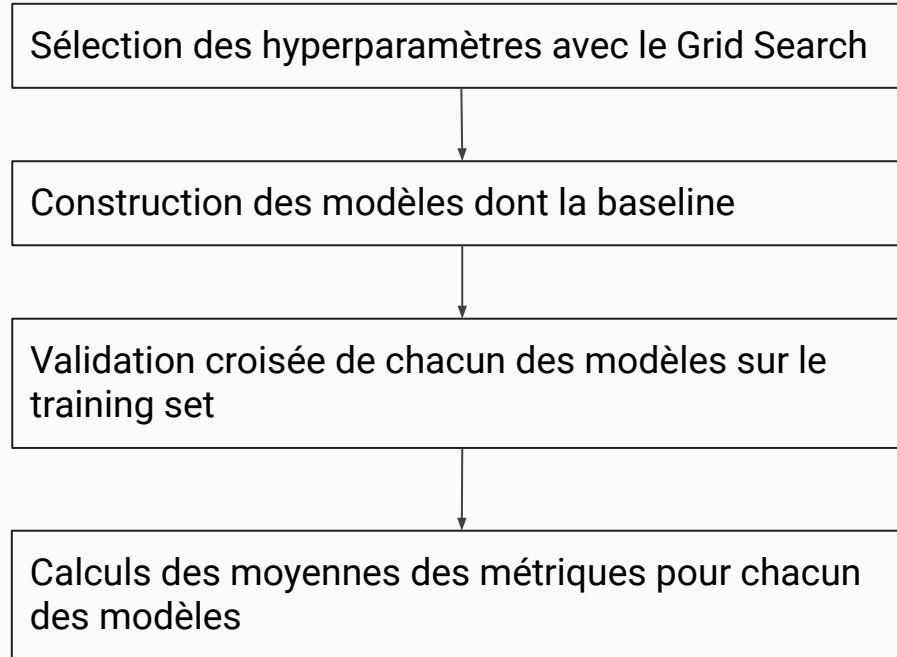 Sélection des hyperparamètres avec le Grid Search
Construction des modèles dont la baseline
Validation croisée de chacun des modèles sur le
training set
Calculs des moyennes des métriques pour chacun
des modèles